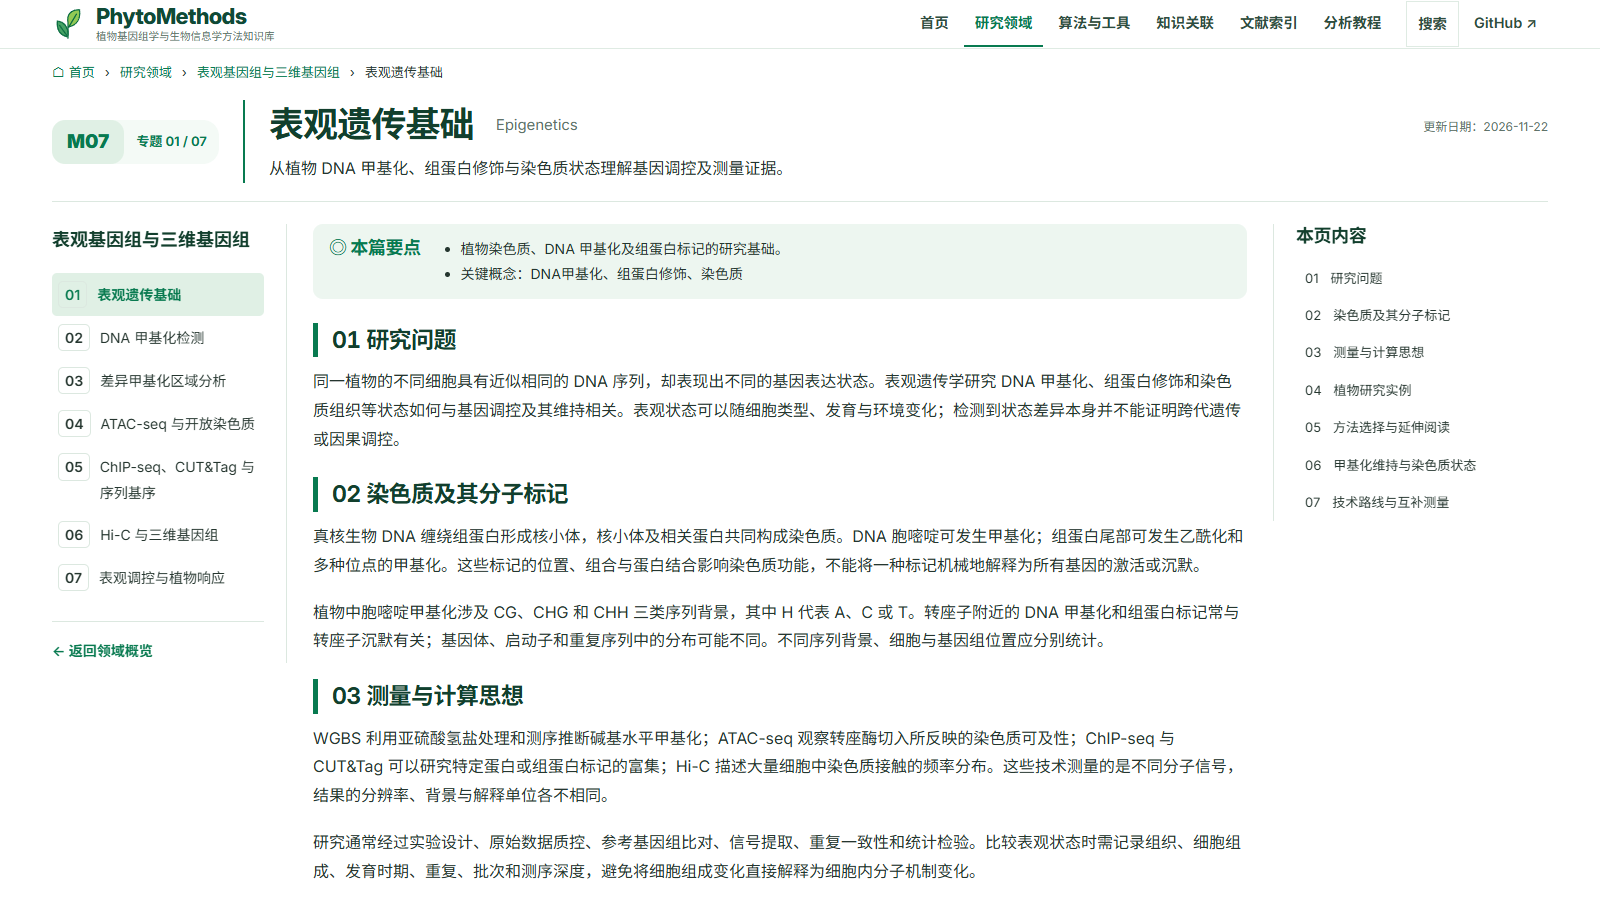 PhytoMethods
植物基因组学与生物信息学方法知识库
首页 研究领域 算法与工具 知识关联 文献索引 分析教程 搜索 GitHub ↗
首页 › 研究领域 › 表观基因组与三维基因组 › 表观遗传基础
M07 专题 01 / 07
表观遗传基础 Epigenetics
更新日期：2026-11-22
从植物 DNA 甲基化、组蛋白修饰与染色质状态理解基因调控及测量证据。
表观基因组与三维基因组
01 表观遗传基础
02 DNA 甲基化检测
03 差异甲基化区域分析
04 ATAC-seq 与开放染色质
05 ChIP-seq、CUT&Tag 与
序列基序
06 Hi-C 与三维基因组
07 表观调控与植物响应
← 返回领域概览
◎ 本篇要点
• 植物染色质、DNA 甲基化及组蛋白标记的研究基础。
• 关键概念：DNA甲基化、组蛋白修饰、染色质
01 研究问题
同一植物的不同细胞具有近似相同的 DNA 序列，却表现出不同的基因表达状态。表观遗传学研究 DNA 甲基化、组蛋白修饰和染色
质组织等状态如何与基因调控及其维持相关。表观状态可以随细胞类型、发育与环境变化；检测到状态差异本身并不能证明跨代遗传
或因果调控。
02 染色质及其分子标记
真核生物 DNA 缠绕组蛋白形成核小体，核小体及相关蛋白共同构成染色质。DNA 胞嘧啶可发生甲基化；组蛋白尾部可发生乙酰化和
多种位点的甲基化。这些标记的位置、组合与蛋白结合影响染色质功能，不能将一种标记机械地解释为所有基因的激活或沉默。
植物中胞嘧啶甲基化涉及 CG、CHG 和 CHH 三类序列背景，其中 H 代表 A、C 或 T。转座子附近的 DNA 甲基化和组蛋白标记常与
转座子沉默有关；基因体、启动子和重复序列中的分布可能不同。不同序列背景、细胞与基因组位置应分别统计。
03 测量与计算思想
WGBS 利用亚硫酸氢盐处理和测序推断碱基水平甲基化；ATAC-seq 观察转座酶切入所反映的染色质可及性；ChIP-seq 与
CUT&Tag 可以研究特定蛋白或组蛋白标记的富集；Hi-C 描述大量细胞中染色质接触的频率分布。这些技术测量的是不同分子信号，
结果的分辨率、背景与解释单位各不相同。
研究通常经过实验设计、原始数据质控、参考基因组比对、信号提取、重复一致性和统计检验。比较表观状态时需记录组织、细胞组
成、发育时期、重复、批次和测序深度，避免将细胞组成变化直接解释为细胞内分子机制变化。
本页内容
01 研究问题
02 染色质及其分子标记
03 测量与计算思想
04 植物研究实例
05 方法选择与延伸阅读
06 甲基化维持与染色质状态
07 技术路线与互补测量